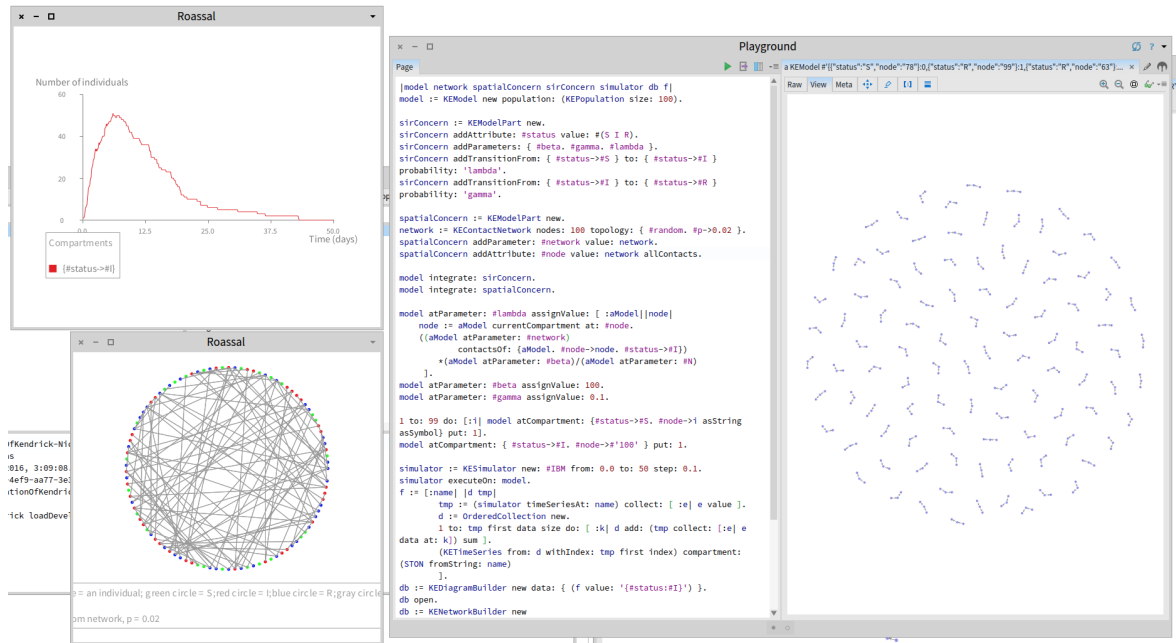 Roassal
Number of individuals
60
40
20
0
0.0
12.5
25.0
37.5
50.0
Time (days)
Compartments
{#status->#I}
Roassal
e = an individual; green circle = S;red circle = I;blue circle = R;gray circle
om network, p = 0.02
OfKendrick-Nic
as
2016, 3:09:08.
04ef9-aa77-3e3
ationOfKendric
rick loadDevel
Playground
Page
|model network spatialConcern sirConcern simulator db f|
model := KEModel new population: (KEPopulation size: 100).
sirConcern := KEModelPart new.
sirConcern addAttribute: #status value: #(S I R).
sirConcern addParameters: { #beta. #gamma. #lambda }.
sirConcern addTransitionFrom: { #status->#S } to: { #status->#I }
probability: 'lambda'.
sirConcern addTransitionFrom: { #status->#I } to: { #status->#R }
probability: 'gamma'.
spatialConcern := KEModelPart new.
network := KEContactNetwork nodes: 100 topology: { #random. #p->0.02 }.
spatialConcern addParameter: #network value: network.
spatialConcern addAttribute: #node value: network allContacts.
model integrate: sirConcern.
model integrate: spatialConcern.
model atParameter: #lambda assignValue: [ :aModel||node|
node := aModel currentCompartment at: #node.
((aModel atParameter: #network)
contactsOf: {aModel. #node->node. #status->#I})
*(aModel atParameter: #beta)/(aModel atParameter: #N)
].
model atParameter: #beta assignValue: 100.
model atParameter: #gamma assignValue: 0.1.
1 to: 99 do: [:i| model atCompartment: {#status->#S. #node->i asString
asSymbol} put: 1].
model atCompartment: { #status->#I. #node->#'100' } put: 1.
simulator := KESimulator new: #IBM from: 0.0 to: 50 step: 0.1.
simulator executeOn: model.
f := [:name| |d tmp|
tmp := (simulator timeSeriesAt: name) collect: [ :e| e value ].
d := OrderedCollection new.
1 to: tmp first data size do: [ :k| d add: (tmp collect: [:e| e
data at: k]) sum ].
(KETimeSeries from: d withIndex: tmp first index) compartment:
(STON fromString: name)
].
db := KEDiagramBuilder new data: { (f value: '{#status:#I}') }.
db open.
db := KENetworkBuilder new
a KEModel #'{{"status":"S","node":"78"}:0,{"status":"R","node":"99"}:1,{"status":"R","node":"63"}:...
Raw View Meta